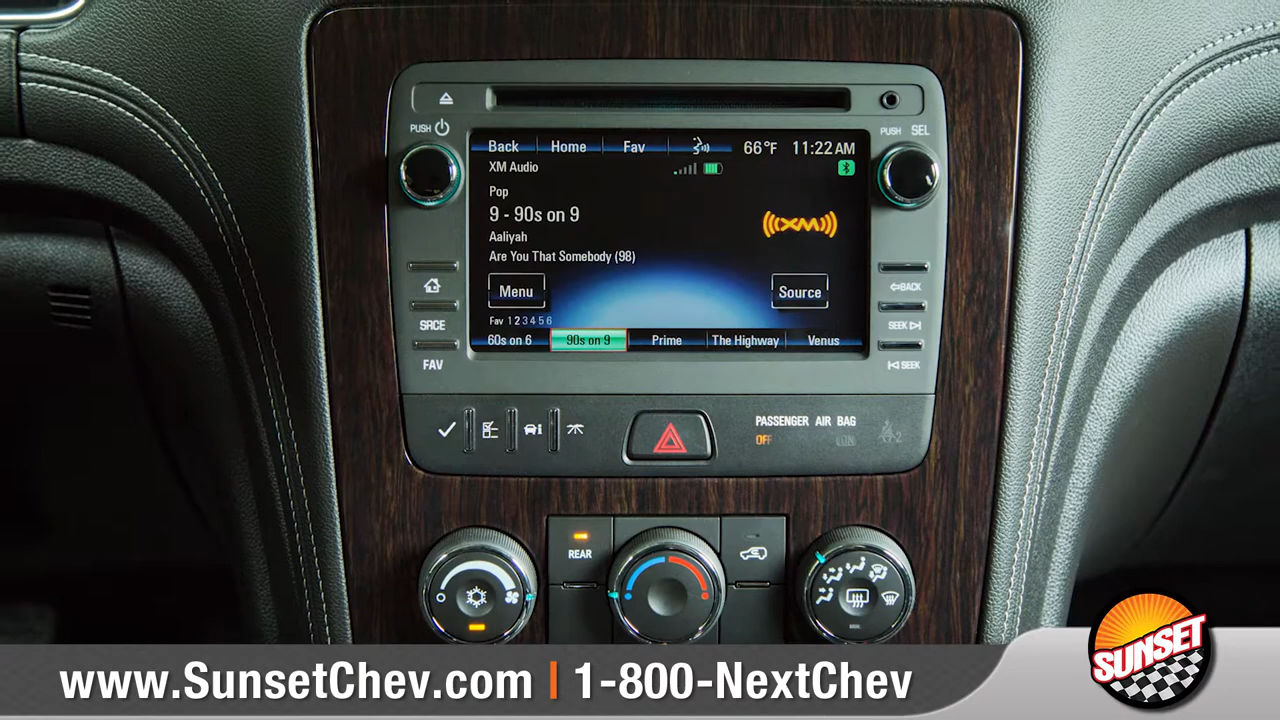 PUSH
PUSH SEL
Back Home Fav 66°F 11:22AM
XM Audio
Pop
9 - 90s on 9
((XM))
Aaliyah
Are You That Somebody (98)
Menu
Source
Fav 1 2 3 4 5 6
60s on 6 90s on 9 Prime The Highway Venus
BACK
SRCE
SEEK
FAV
SEEK
PASSENGER AIR BAG
OFF ON 2
REAR
www.SunsetChev.com | 1-800-NextChev
SUNSET